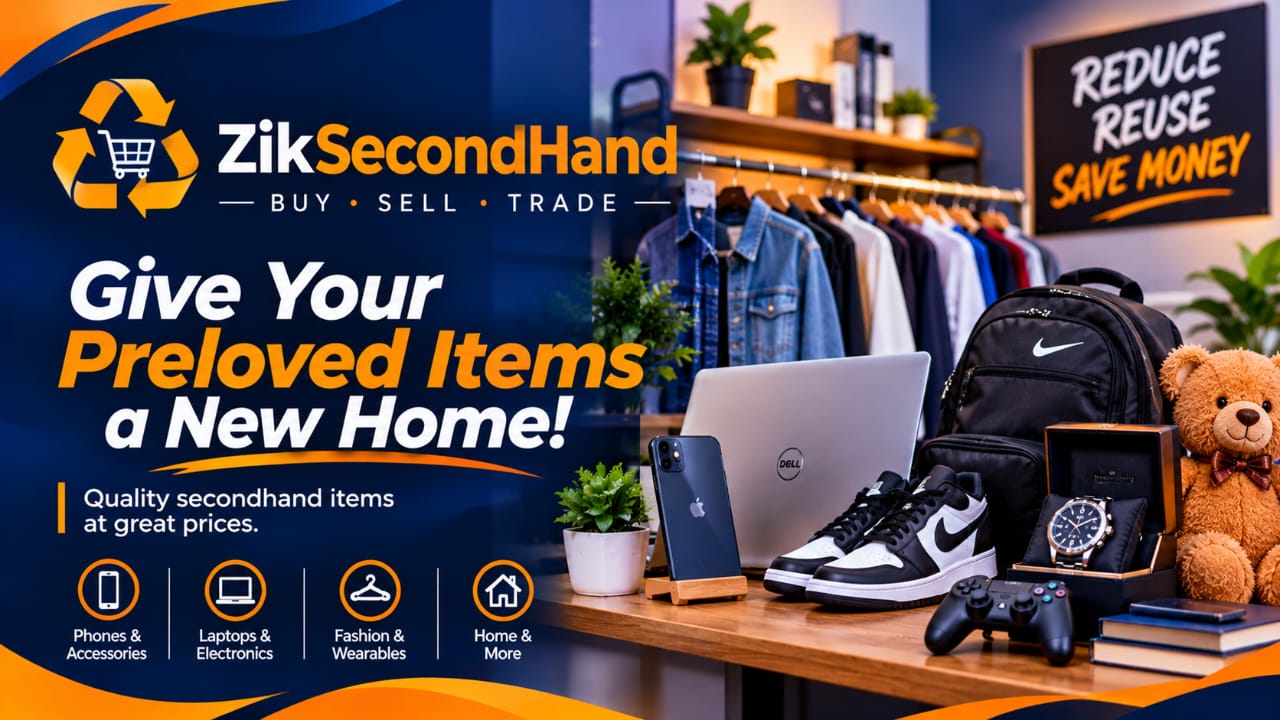 ZikSecondHand
BUY • SELL • TRADE
Give Your
Preloved Items
a New Home!
Quality secondhand items
at great prices.
Phones &
Accessories
Laptops &
Electronics
Fashion &
Wearables
Home &
More
REDUCE
REUSE
SAVE MONEY
DELL